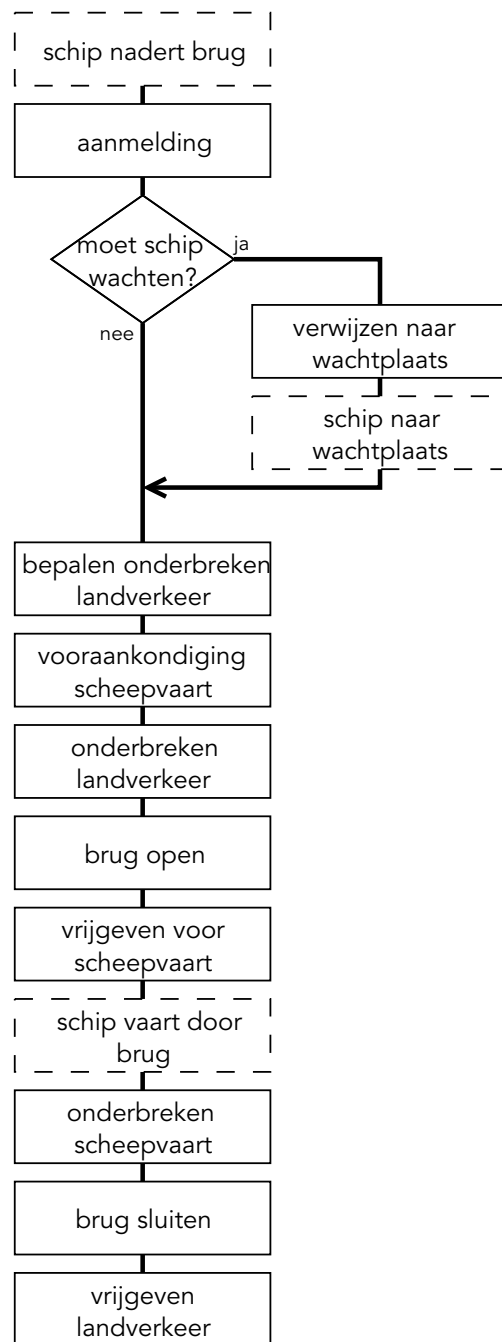 schip nadert brug
aanmelding
moet schip
wachten?
ja
nee
verwijzen naar
wachtplaats
schip naar
wachtplaats
bepalen onderbreken
landverkeer
vooraankondiging
scheepvaart
onderbreken
landverkeer
brug open
vrijgeven voor
scheepvaart
schip vaart door
brug
onderbreken
scheepvaart
brug sluiten
vrijgeven
landverkeer